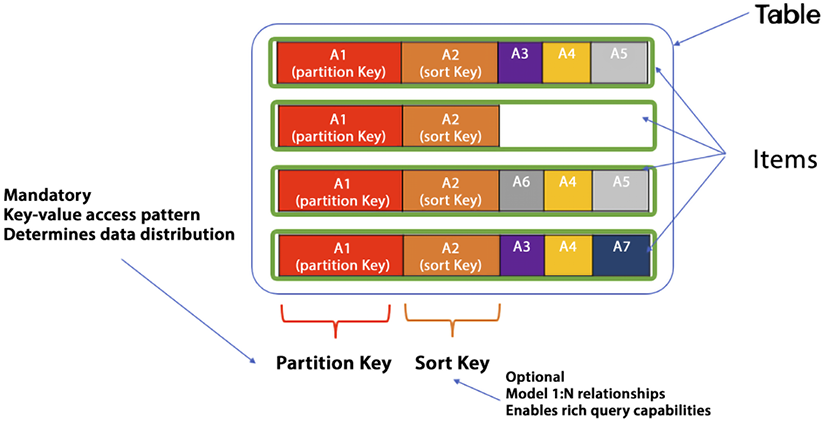 Table
A1 A2 A3 A4 A5
(partition Key) (sort Key)
A1 A2
(partition Key) (sort Key)
Items
A1 A2 A6 A4 A5
(partition Key) (sort Key)
Mandatory
Key-value access pattern
Determines data distribution
A1 A2 A3 A4 A7
(partition Key) (sort Key)
Partition Key Sort Key
Optional
Model 1:N relationships
Enables rich query capabilities